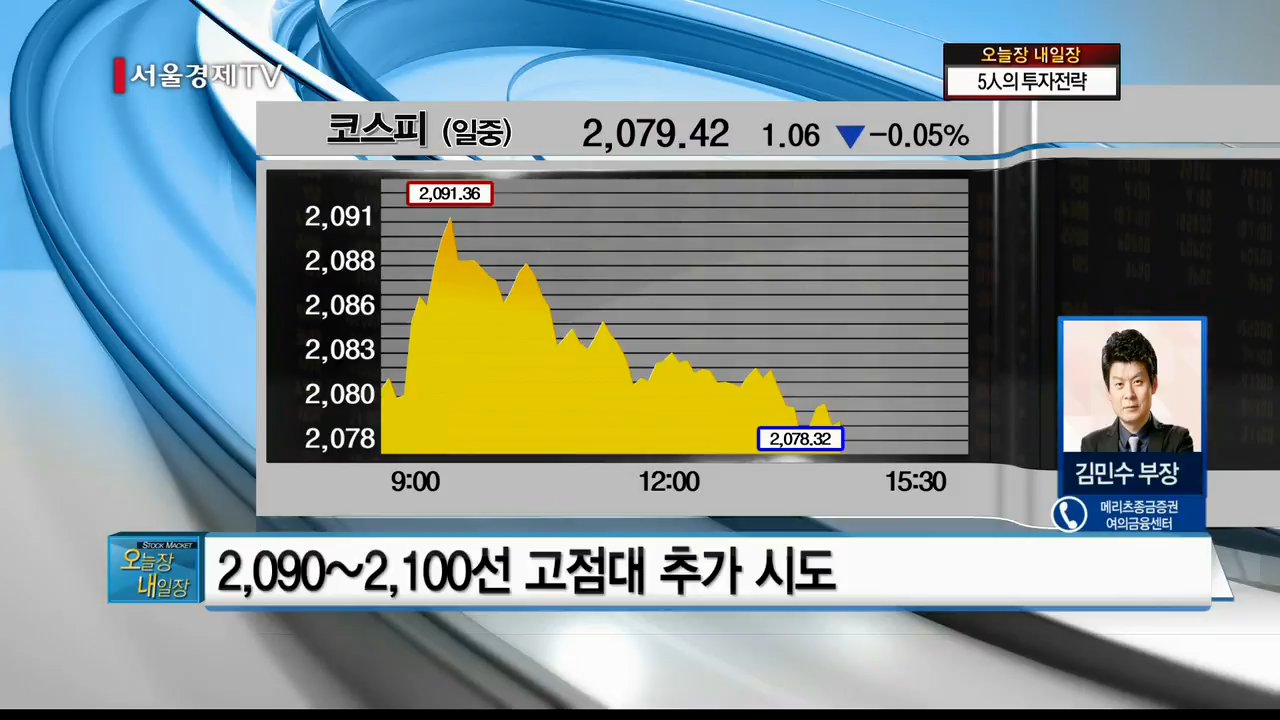 서울경제TV
오늘장 내일장
5人의 투자전략
코스피 (일중) 2,079.42 1.06 ▼-0.05%
2,091.36
2,091
2,088
2,086
2,083
2,080
2,078
2,078.32
9:00 12:00 15:30
김민수 부장
메리츠종금증권
여의금융센터
STOCK MACKET
오늘장
내일장
2,090~2,100선 고점대 추가 시도